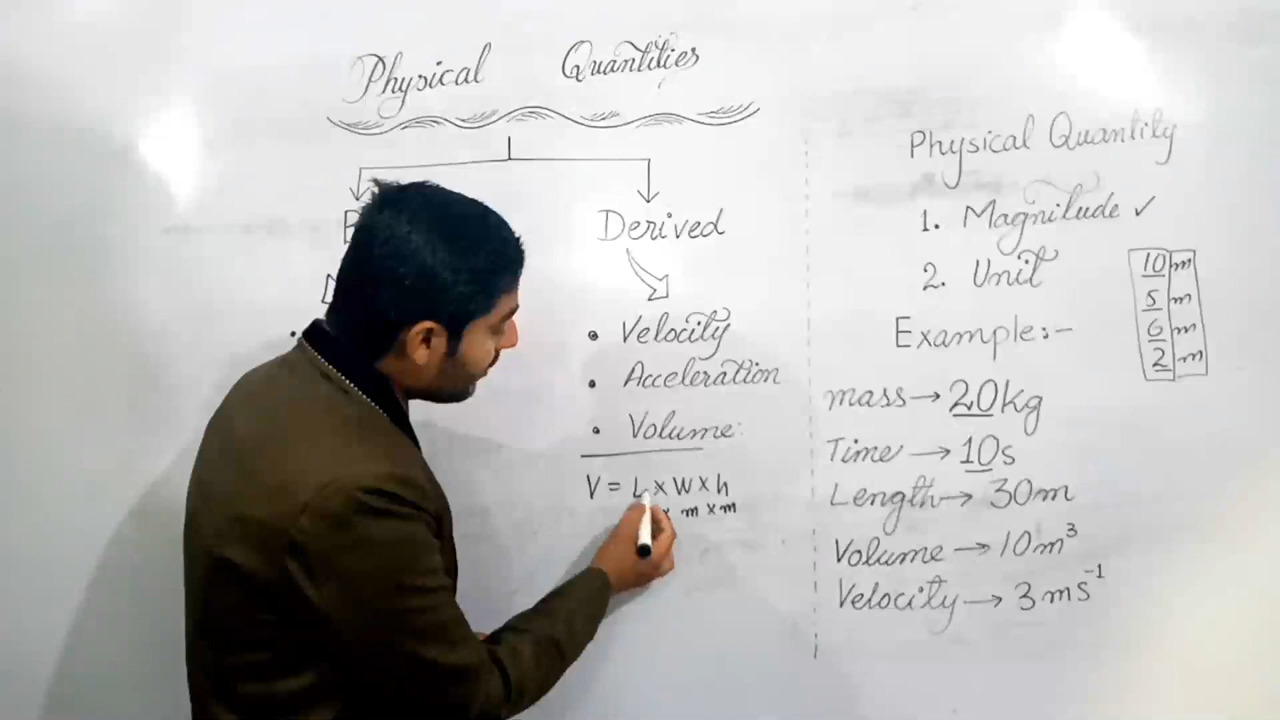 Physical Quantities
Derived
• Velocity
• Acceleration
• Volume:
V = L × W × h
× m × m
Physical Quantity
1. Magnitude ✓
2. Unit
10 m
5 m
6 m
2 m
Example:-
mass → 20kg
Time → 10s
Length → 30m
Volume → 10m³
Velocity → 3ms⁻¹